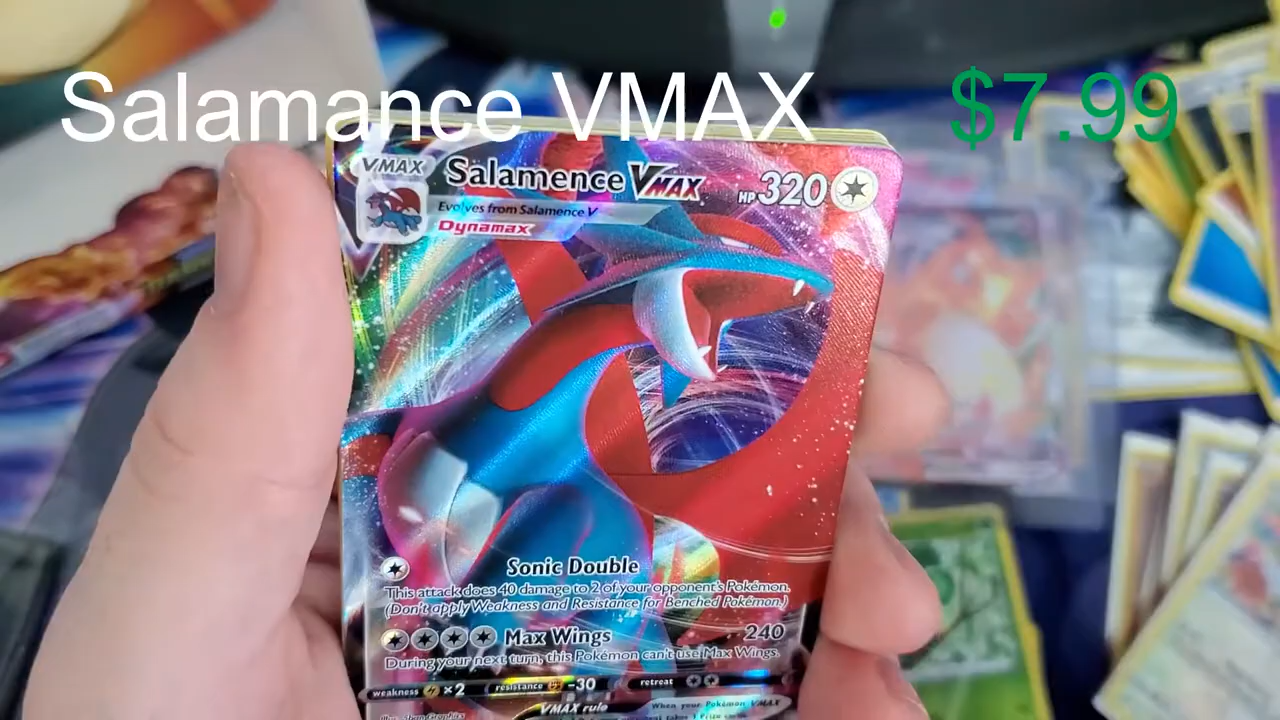 Salamance VMAX $7.99
VMAX Salamence VMAX HP 320
Evolves from Salamence V
Dynamax
Sonic Double
This attack does 40 damage to 2 of your opponent's Pokémon.
(Don't apply Weakness and Resistance for Benched Pokémon.)
Max Wings 240
During your next turn, this Pokémon can't use Max Wings.
weakness ×2 resistance -30 retreat
VMAX rule When your Pokémon VMAX